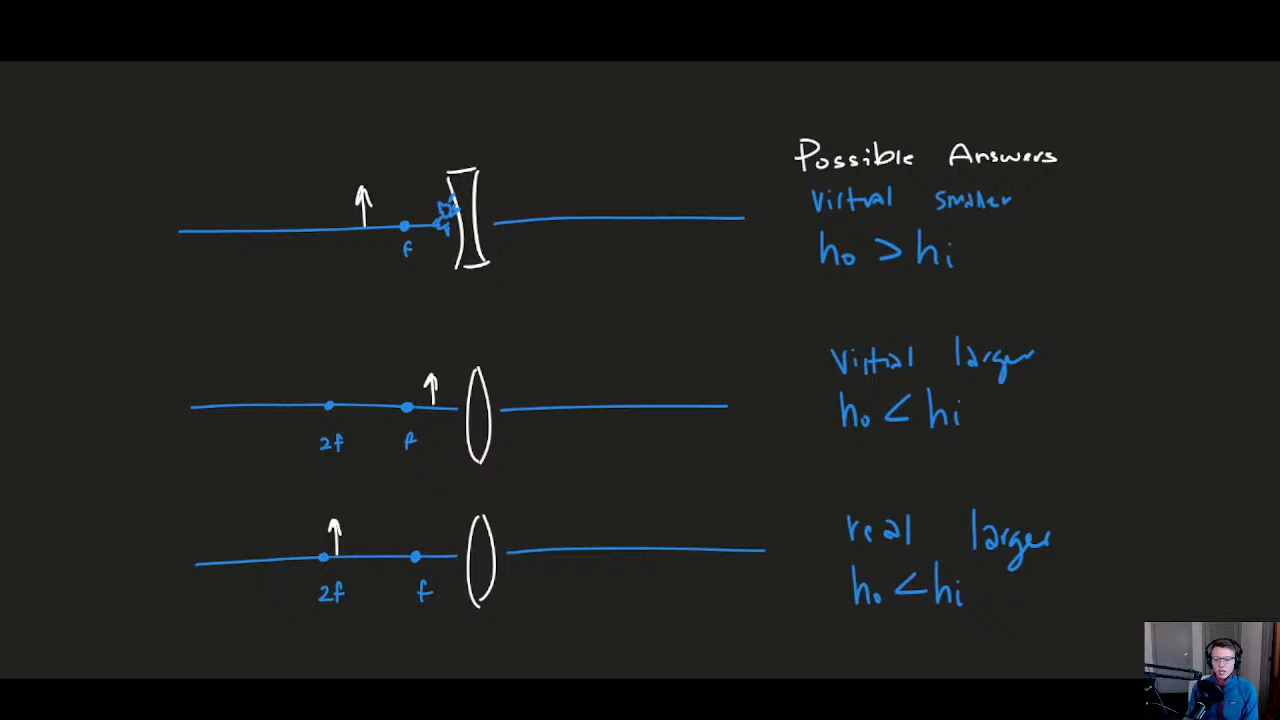 Possible Answers
virtual smaller
ho > hi
f
virtual larger
ho < hi
2f f
real larger
ho < hi
2f f